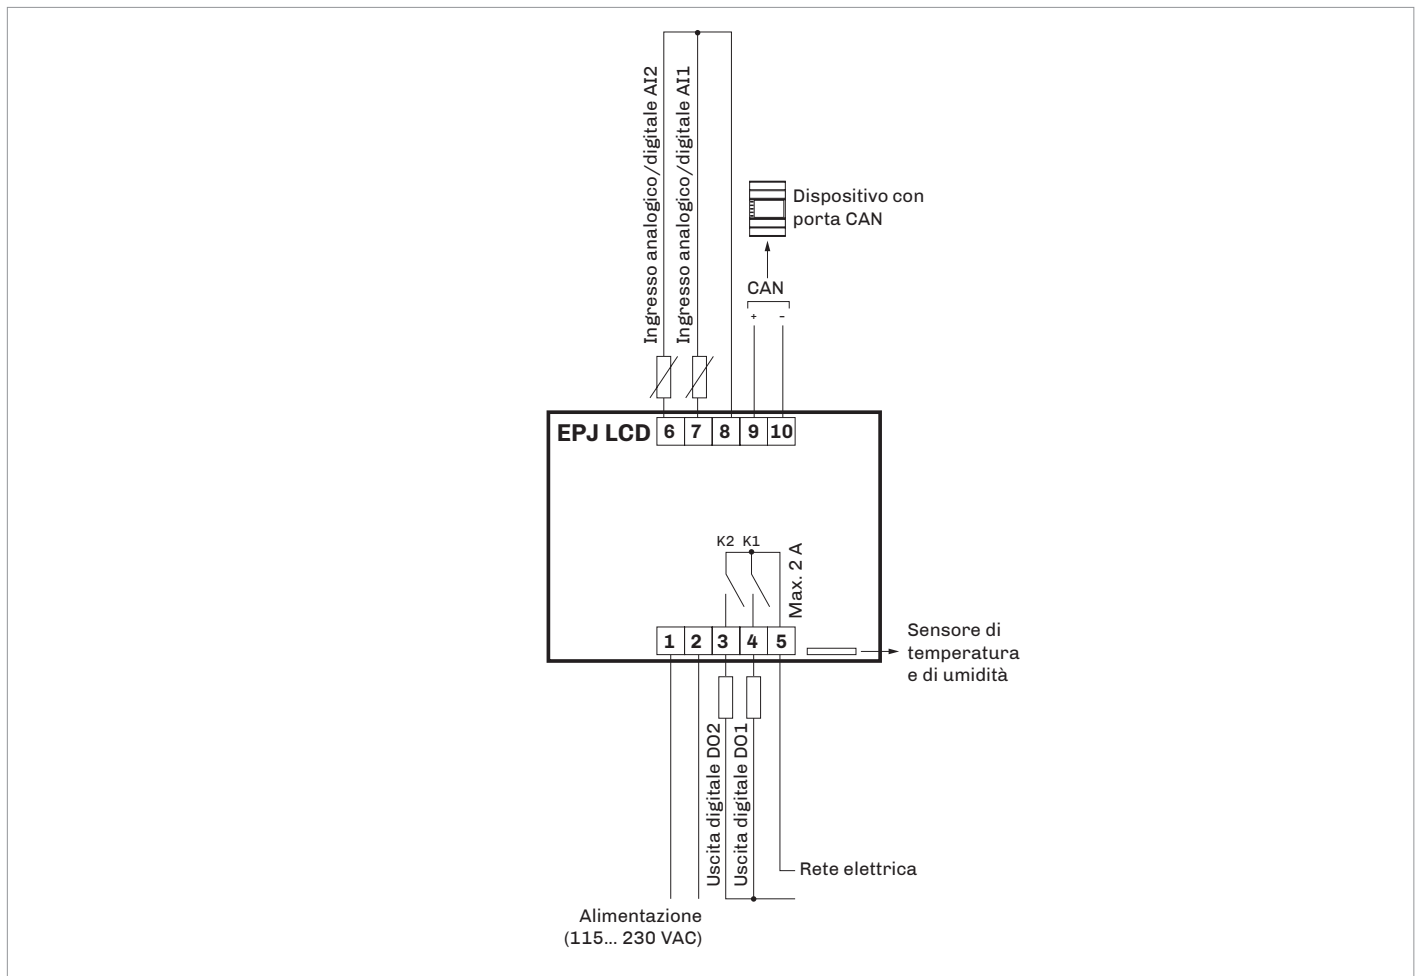 Ingresso analogico/digitale AI2
Ingresso analogico/digitale AI1
Dispositivo con
porta CAN
CAN
+ -
EPJ LCD 6 7 8 9 10
K2 K1
Max. 2 A
1 2 3 4 5
Sensore di
temperatura
e di umidità
Uscita digitale DO2
Uscita digitale DO1
Rete elettrica
Alimentazione
(115... 230 VAC)